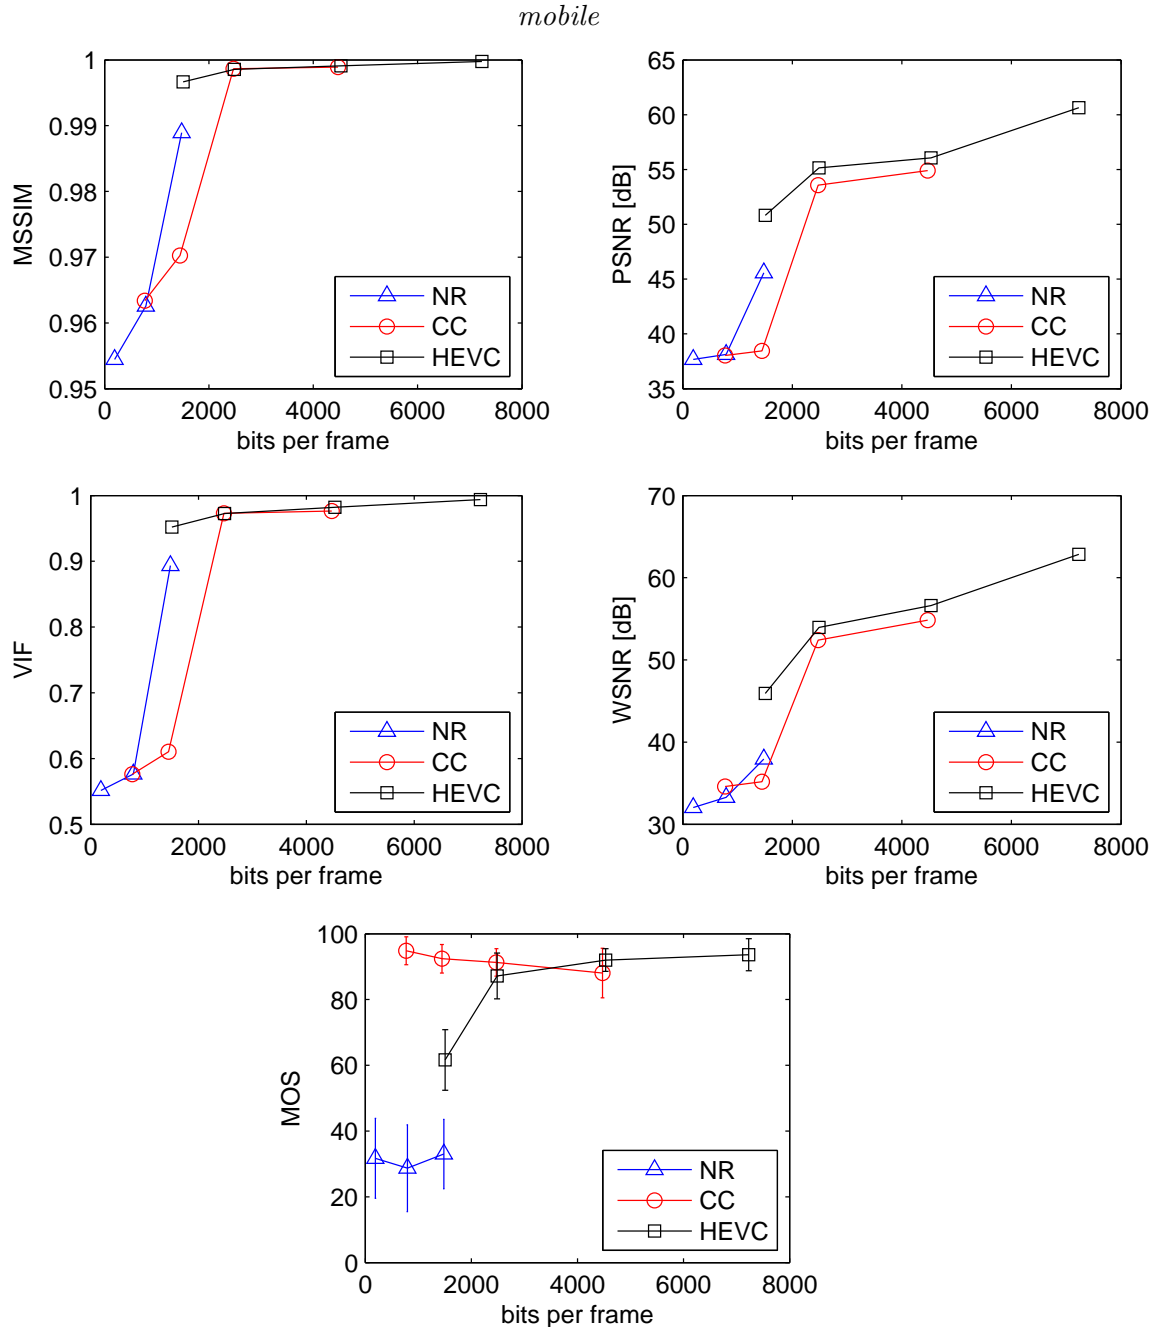 mobile
1
0.99
0.98
0.97
0.96
0.95
MSSIM
0 2000 4000 6000 8000
bits per frame
NR
CC
HEVC
65
60
55
50
45
40
35
PSNR [dB]
0 2000 4000 6000 8000
bits per frame
NR
CC
HEVC
1
0.9
0.8
0.7
0.6
0.5
VIF
0 2000 4000 6000 8000
bits per frame
NR
CC
HEVC
70
60
50
40
30
WSNR [dB]
0 2000 4000 6000 8000
bits per frame
NR
CC
HEVC
100
80
60
40
20
0
MOS
0 2000 4000 6000 8000
bits per frame
NR
CC
HEVC